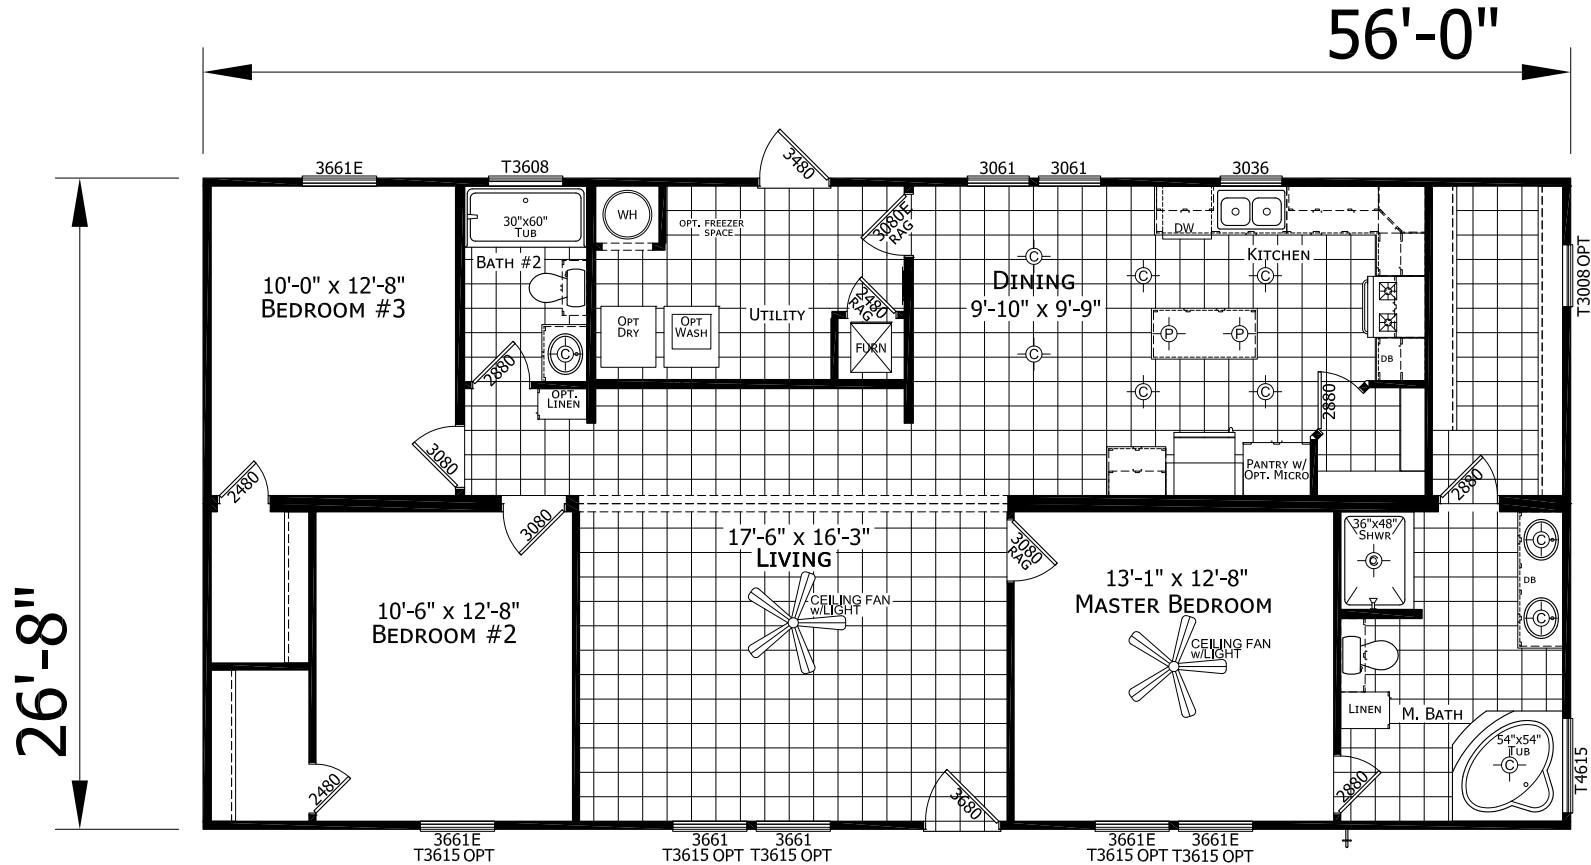 56'-0"
26'-8"
3661E
T3608
3480
3061
3061
3036
30"x60"
TUB
WH
OPT. FREEZER
SPACE
3080E
RAG
DW
KITCHEN
T3008 OPT
BATH #2
10'-0" x 12'-8"
BEDROOM #3
DINING
9'-10" x 9'-9"
OPT
DRY
OPT
WASH
UTILITY
2480
RAG
FURN
P
P
C
C
C
C
C
C
C
DB
2880
OPT.
LINEN
2880
3080
2480
PANTRY W/
OPT. MICRO
2880
3080
17'-6" x 16'-3"
LIVING
CEILING FAN
w/LIGHT
3080
RAG
36"x48"
SHWR
C
C
DB
C
10'-6" x 12'-8"
BEDROOM #2
13'-1" x 12'-8"
MASTER BEDROOM
CEILING FAN
w/LIGHT
LINEN
M. BATH
54"x54"
TUB
C
T4615
2480
3680
2880
3661E
T3615 OPT
3661
T3615 OPT
3661
T3615 OPT
3661E
T3615 OPT
3661E
T3615 OPT